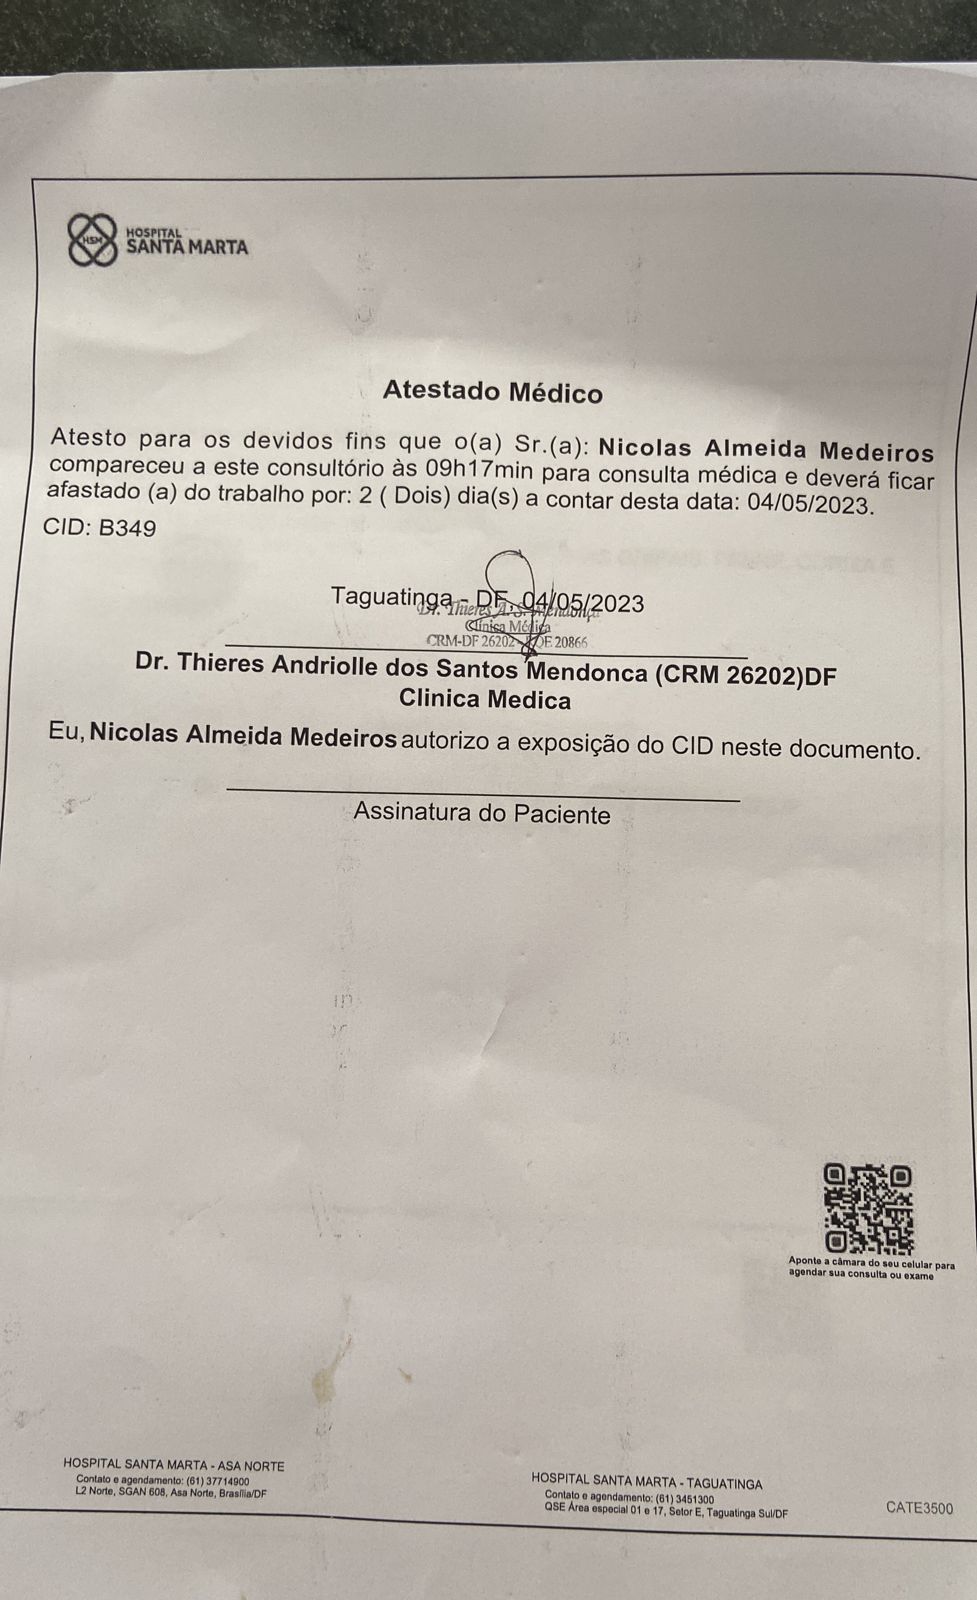 HSM
HOSPITAL
SANTA MARTA
Atestado Médico
Atesto para os devidos fins que o(a) Sr.(a): Nicolas Almeida Medeiros
compareceu a este consultório às 09h17min para consulta médica e deverá ficar
afastado (a) do trabalho por: 2 ( Dois) dia(s) a contar desta data: 04/05/2023.
CID: B349
Taguatinga - DF, 04/05/2023
Dr. Thieres A. S. Mendonça
Clínica Médica
CRM-DF 26202 20866
Dr. Thieres Andriolle dos Santos Mendonca (CRM 26202)DF
Clinica Medica
Eu, Nicolas Almeida Medeiros autorizo a exposição do CID neste documento.
Assinatura do Paciente
Aponte a câmara do seu celular para
agendar sua consulta ou exame
HOSPITAL SANTA MARTA - ASA NORTE
Contato e agendamento: (61) 37714900
L2 Norte, SGAN 608, Asa Norte, Brasília/DF
HOSPITAL SANTA MARTA - TAGUATINGA
Contato e agendamento: (61) 3451300
QSE Área especial 01 e 17, Setor E, Taguatinga Sul/DF
CATE3500